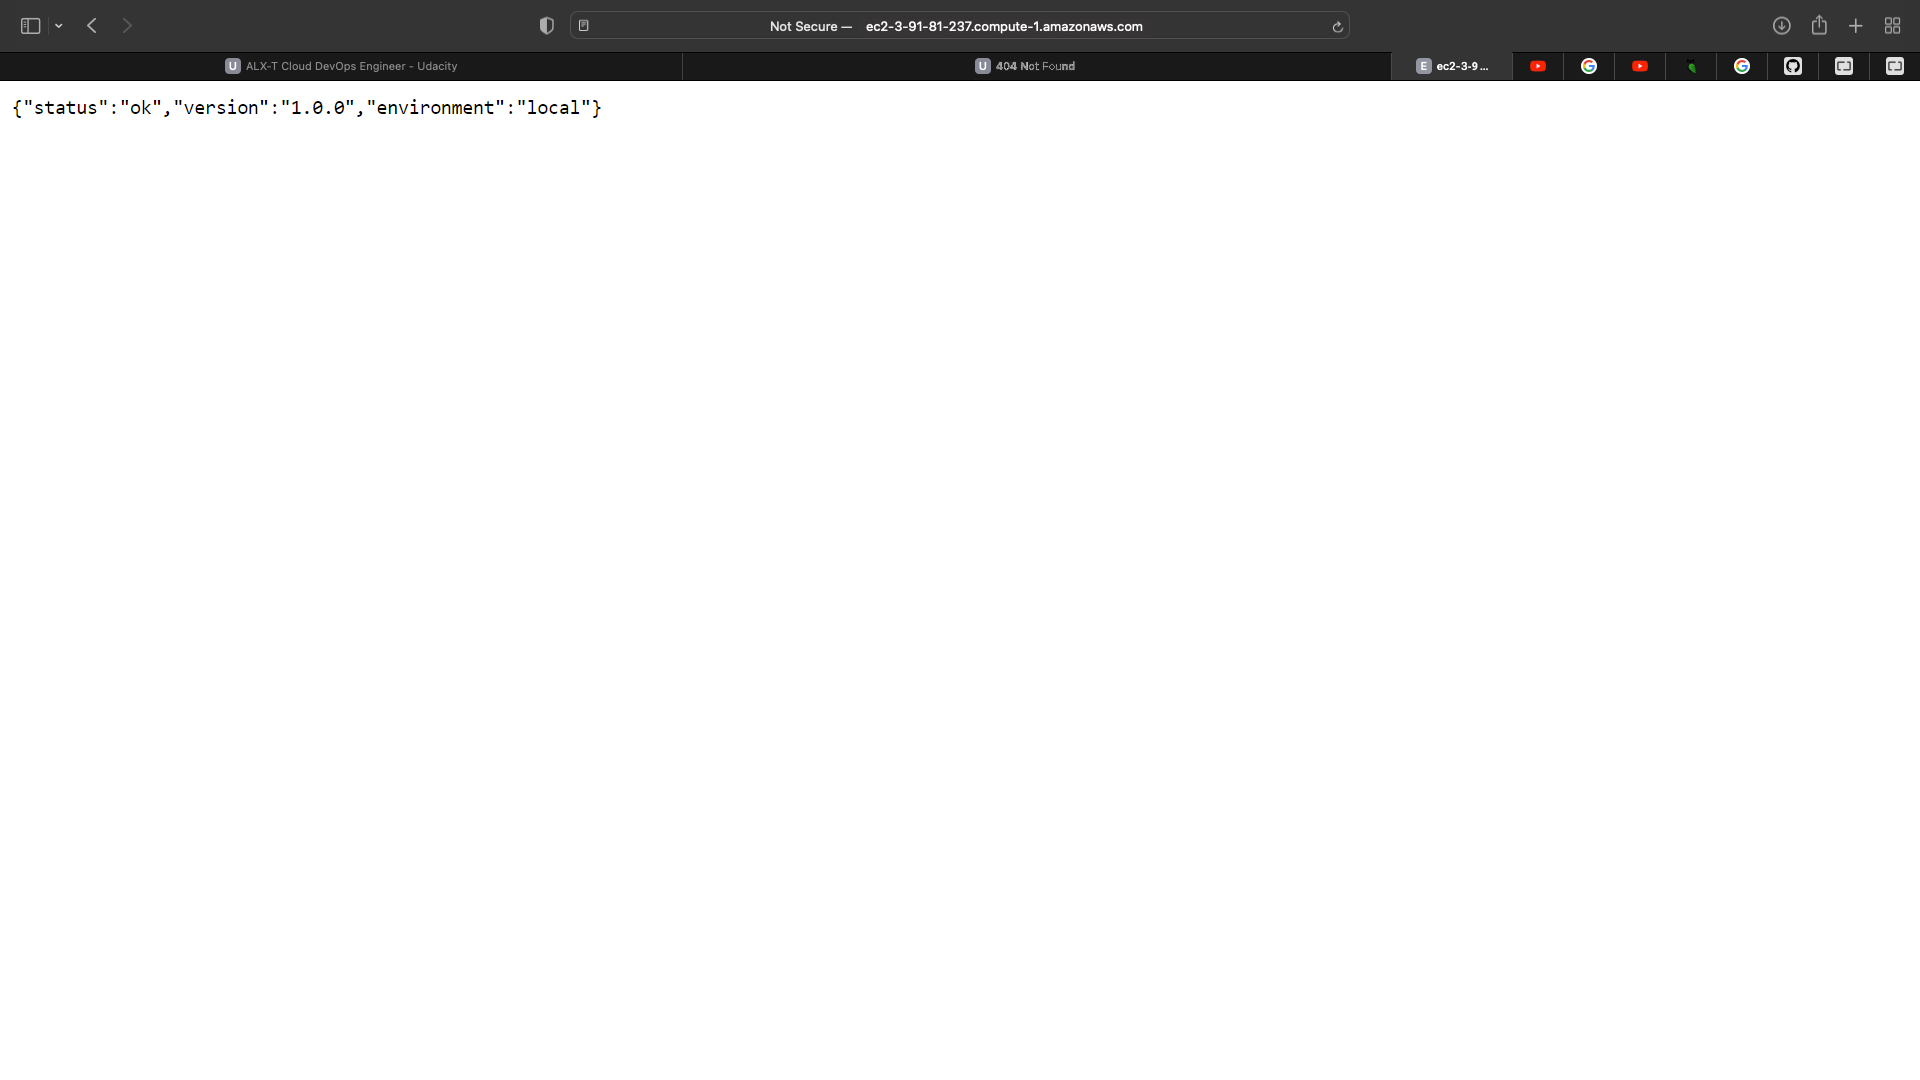 Not Secure — ec2-3-91-81-237.compute-1.amazonaws.com
U ALX-T Cloud DevOps Engineer - Udacity
U 404 Not Found
E ec2-3-9...
{"status":"ok","version":"1.0.0","environment":"local"}